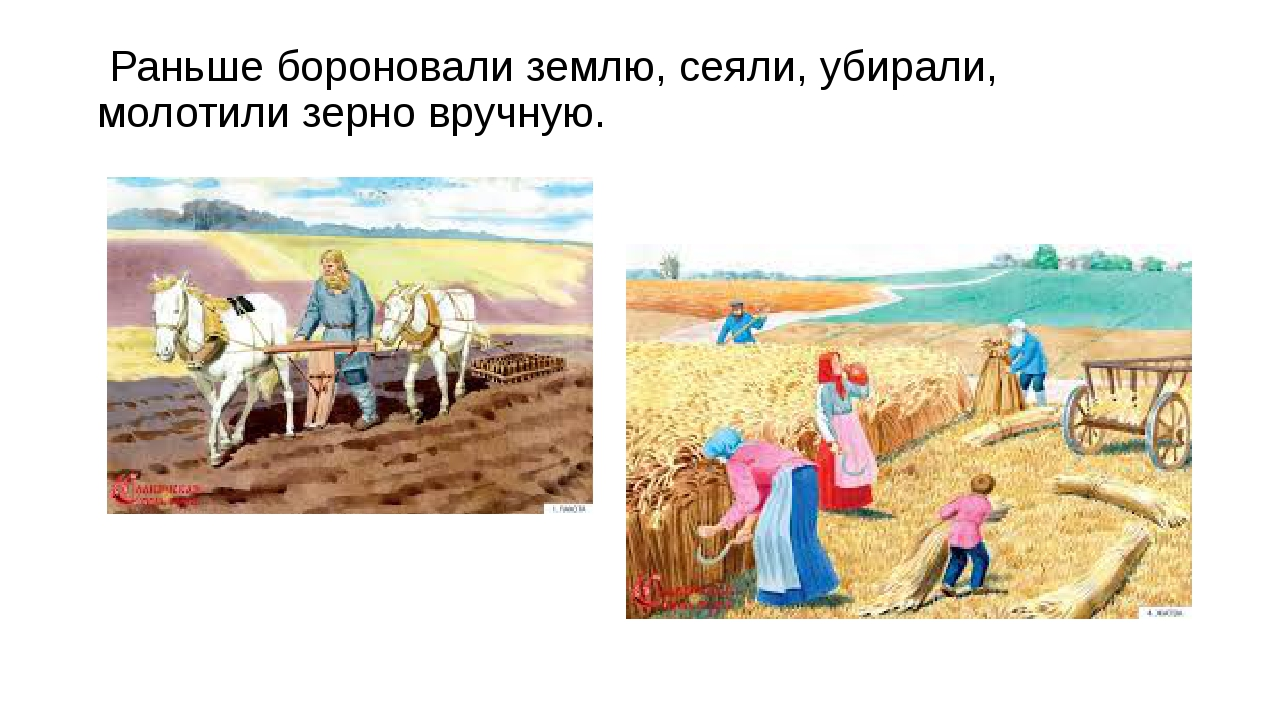 Раньше бороновали землю, сеяли, убирали,
молотили зерно вручную.